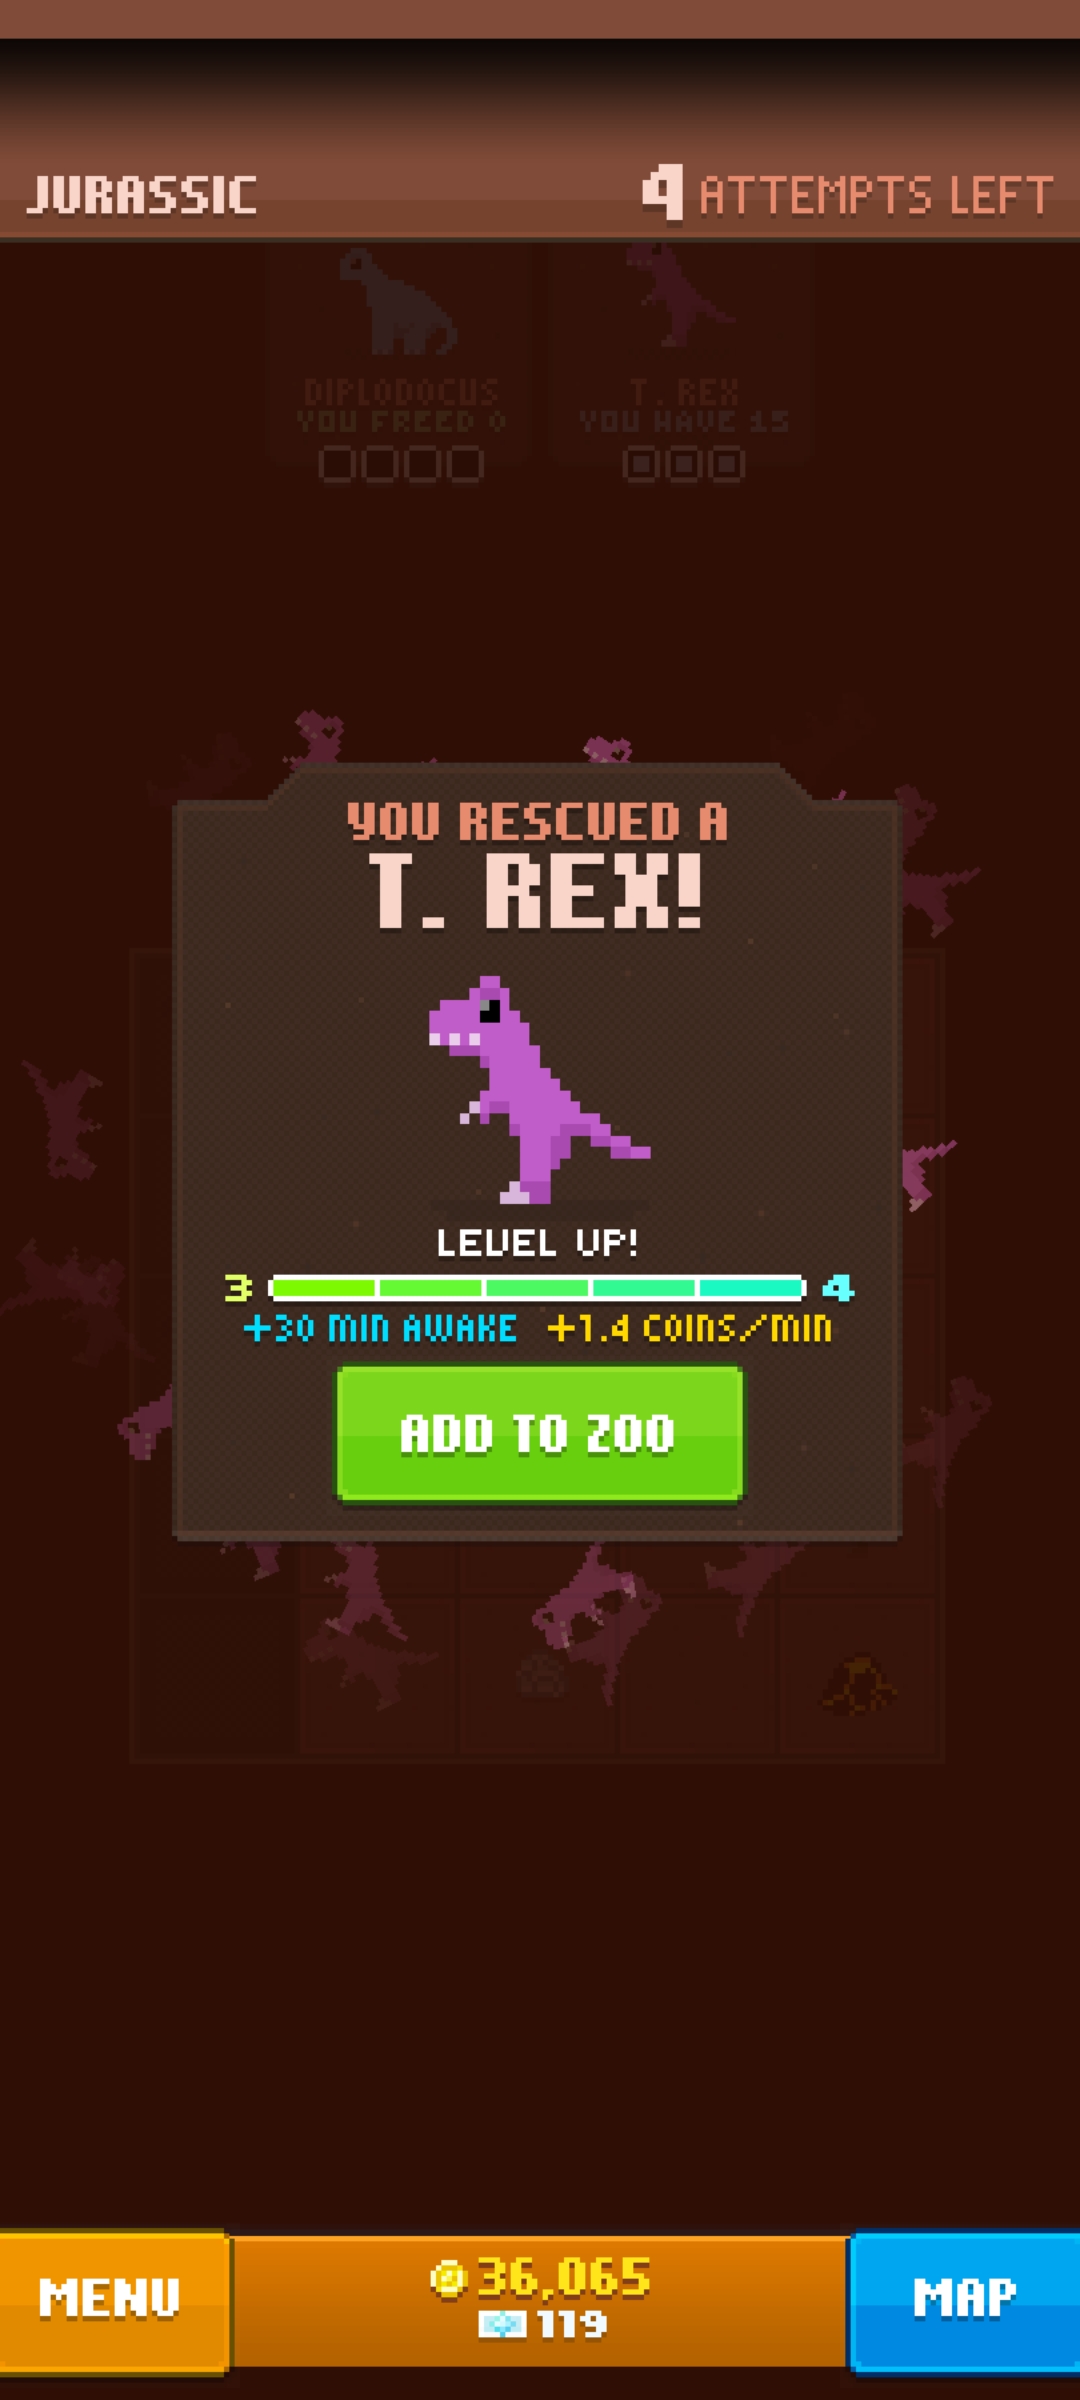 JURASSIC
4 ATTEMPTS LEFT
DIPLODOCUS
YOU FREED 0
T. REX
YOU HAVE 15
YOU RESCUED A
T. REX!
LEVEL UP!
3 4
+30 MIN AWAKE +1.4 COINS/MIN
ADD TO ZOO
MENU
36,065
119
MAP